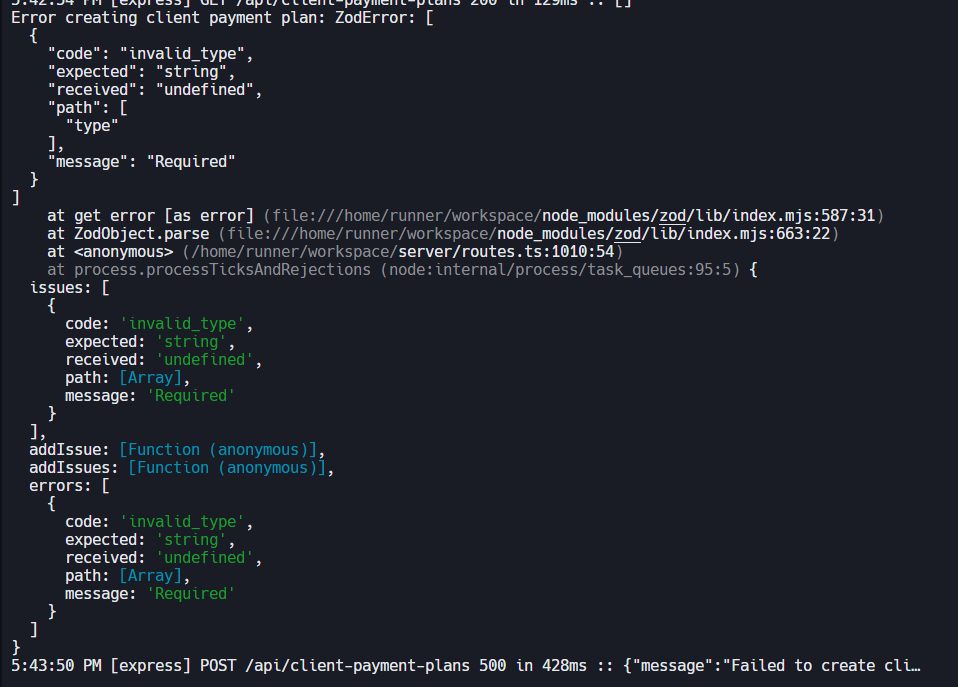 5:42:54 PM [express] GET /api/client-payment-plans 200 in 129ms :: []
Error creating client payment plan: ZodError: [
  {
    "code": "invalid_type",
    "expected": "string",
    "received": "undefined",
    "path": [
      "type"
    ],
    "message": "Required"
  }
]
    at get error [as error] (file:///home/runner/workspace/node_modules/zod/lib/index.mjs:587:31)
    at ZodObject.parse (file:///home/runner/workspace/node_modules/zod/lib/index.mjs:663:22)
    at <anonymous> (/home/runner/workspace/server/routes.ts:1010:54)
    at process.processTicksAndRejections (node:internal/process/task_queues:95:5) {
  issues: [
    {
      code: 'invalid_type',
      expected: 'string',
      received: 'undefined',
      path: [Array],
      message: 'Required'
    }
  ],
  addIssue: [Function (anonymous)],
  addIssues: [Function (anonymous)],
  errors: [
    {
      code: 'invalid_type',
      expected: 'string',
      received: 'undefined',
      path: [Array],
      message: 'Required'
    }
  ]
}
5:43:50 PM [express] POST /api/client-payment-plans 500 in 428ms :: {"message":"Failed to create cli…